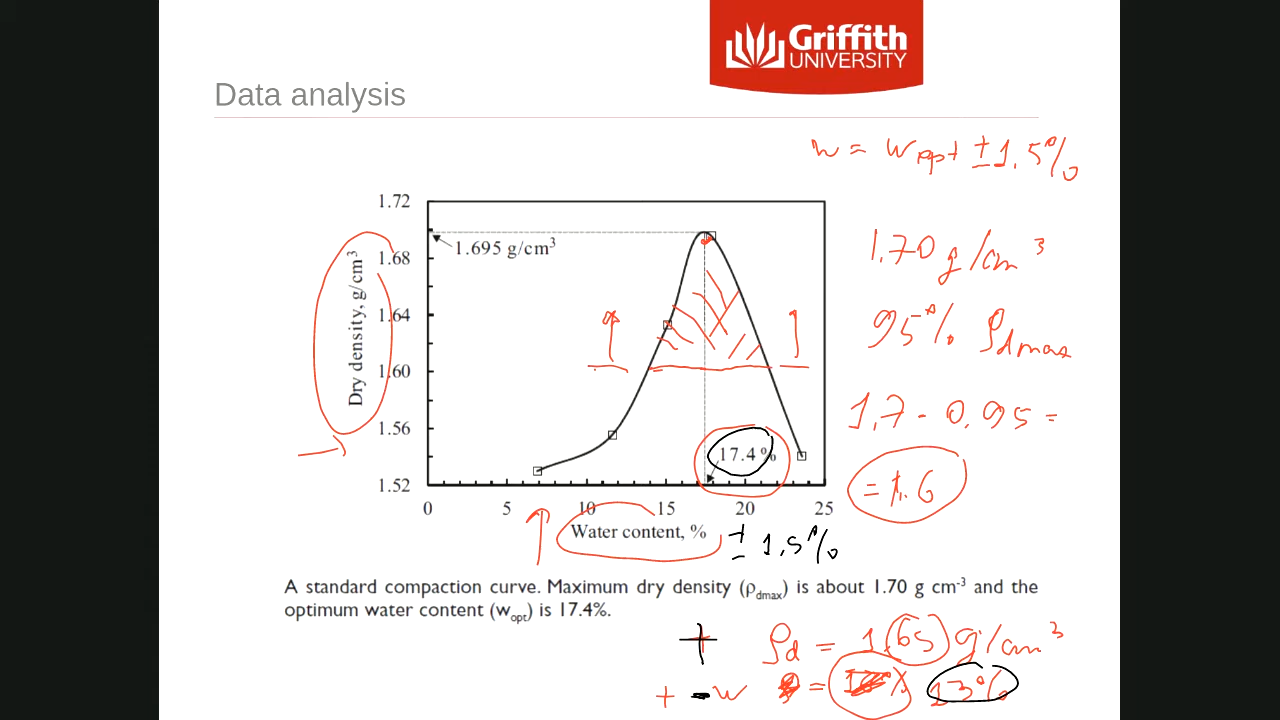 Griffith
UNIVERSITY
Data analysis
w = wopt ± 1.5%
1.72
1.695 g/cm³
1.68
1.64
1.60
1.56
1.52
Dry density, g/cm³
17.4%
0 5 10 15 20 25
Water content, %
± 1,5%
1.70 g/cm³
95% ρdmax
1,7 · 0.95 =
= 1.6
A standard compaction curve. Maximum dry density (ρdmax) is about 1.70 g cm⁻³ and the
optimum water content (wopt) is 17.4%.
+ ρd = 1.65 g/cm³
+ - w = 13%